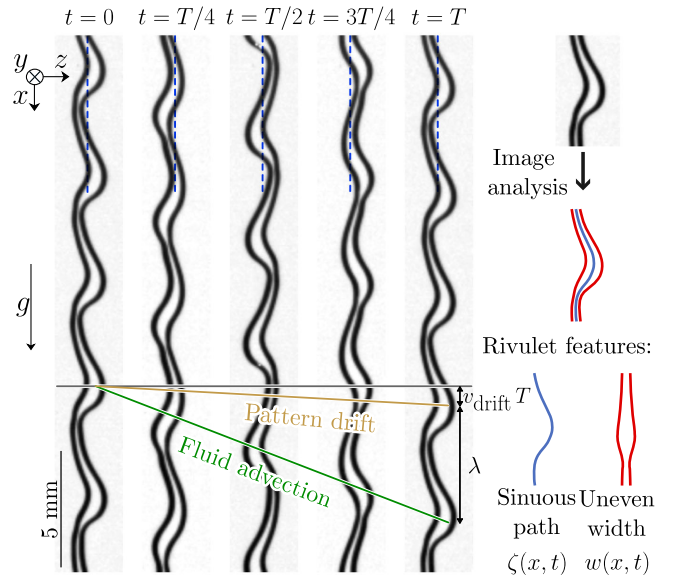 t = 0 t = T/4 t = T/2 t = 3T/4 t = T
y z
x
Image
analysis
g
Rivulet features:
v_drift T
Pattern drift
Fluid advection
λ
5 mm
Sinuous Uneven
path width
ζ(x, t) w(x, t)